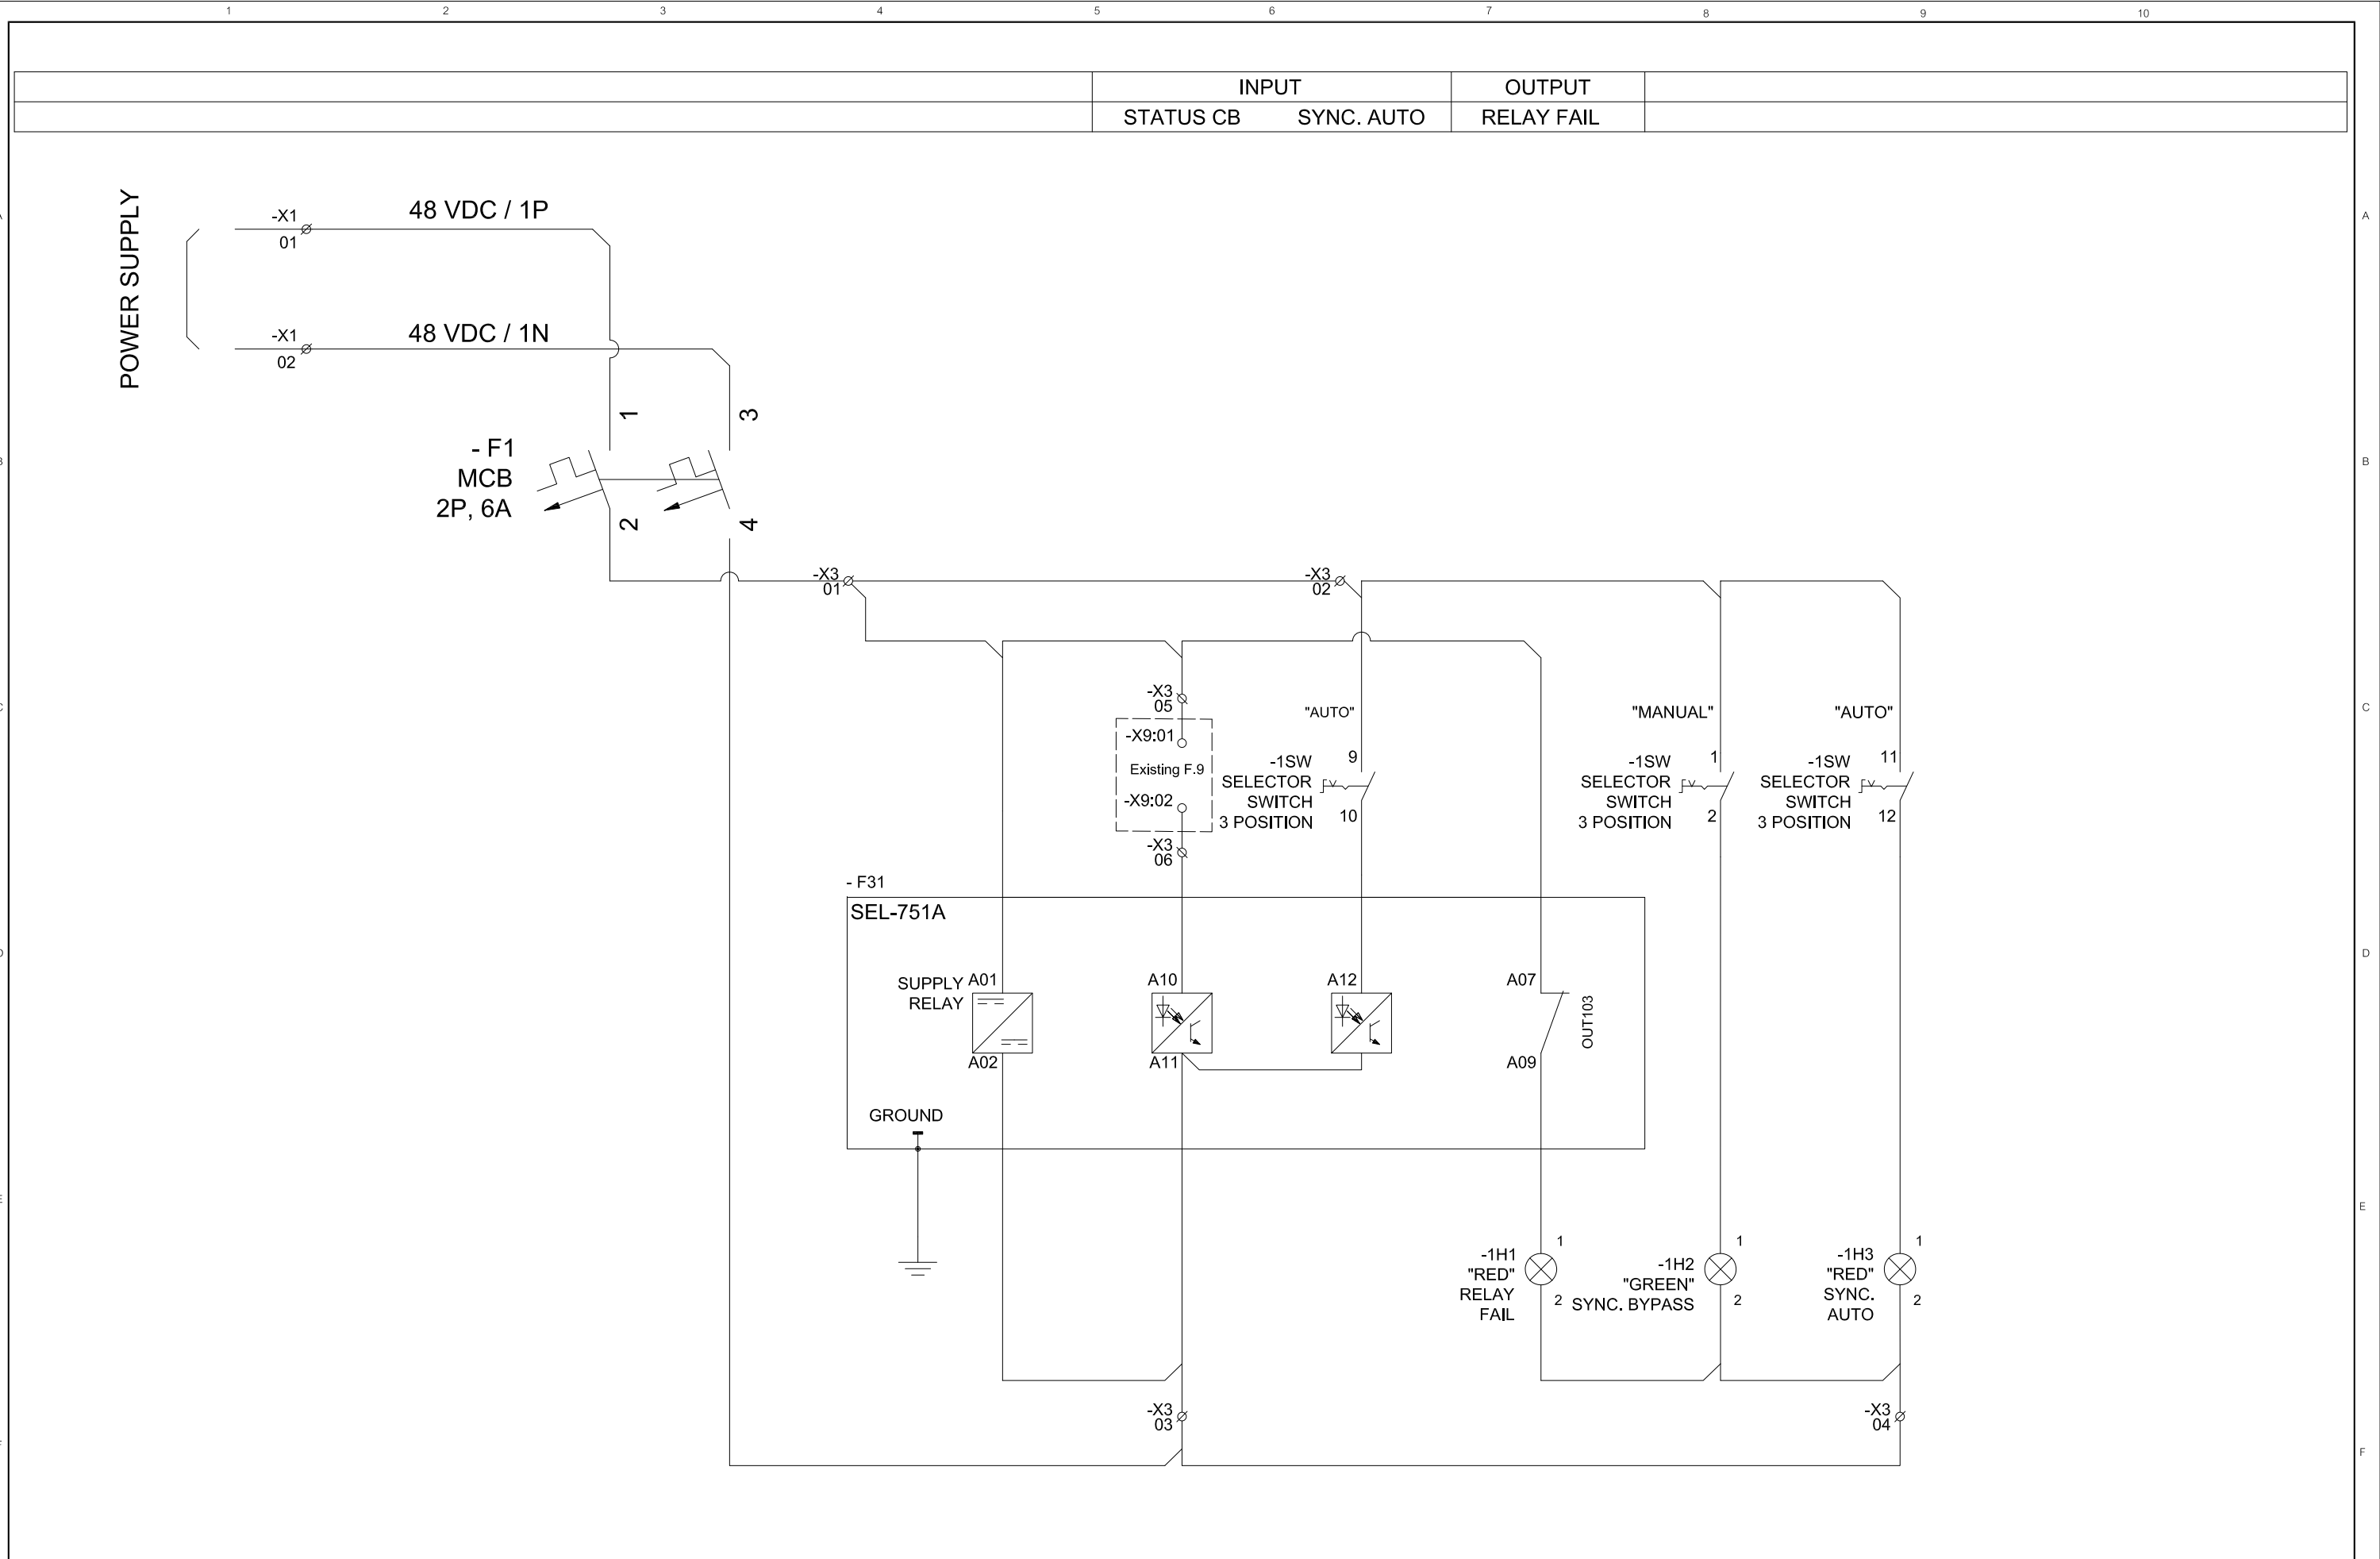 1 2 3 4 5 6 7 8 9 10
INPUT OUTPUT
STATUS CB SYNC. AUTO RELAY FAIL
POWER SUPPLY
-X1
01
48 VDC / 1P
A
-X1
02
48 VDC / 1N
1
3
- F1
MCB
2P, 6A
B
2
4
-X3
01
-X3
02
-X3
05
-X9:01
Existing F.9
-X9:02
-X3
06
"AUTO"
-1SW
SELECTOR
SWITCH
3 POSITION
9
10
"MANUAL"
-1SW
SELECTOR
SWITCH
3 POSITION
1
2
"AUTO"
-1SW
SELECTOR
SWITCH
3 POSITION
11
12
C
- F31
SEL-751A
SUPPLY
RELAY
A01
A02
A10
A11
A12
A07
A09
OUT103
D
GROUND
-1H1
"RED"
RELAY
FAIL
1
2
-1H2
"GREEN"
SYNC. BYPASS
1
2
-1H3
"RED"
SYNC.
AUTO
1
2
E
-X3
03
-X3
04
F